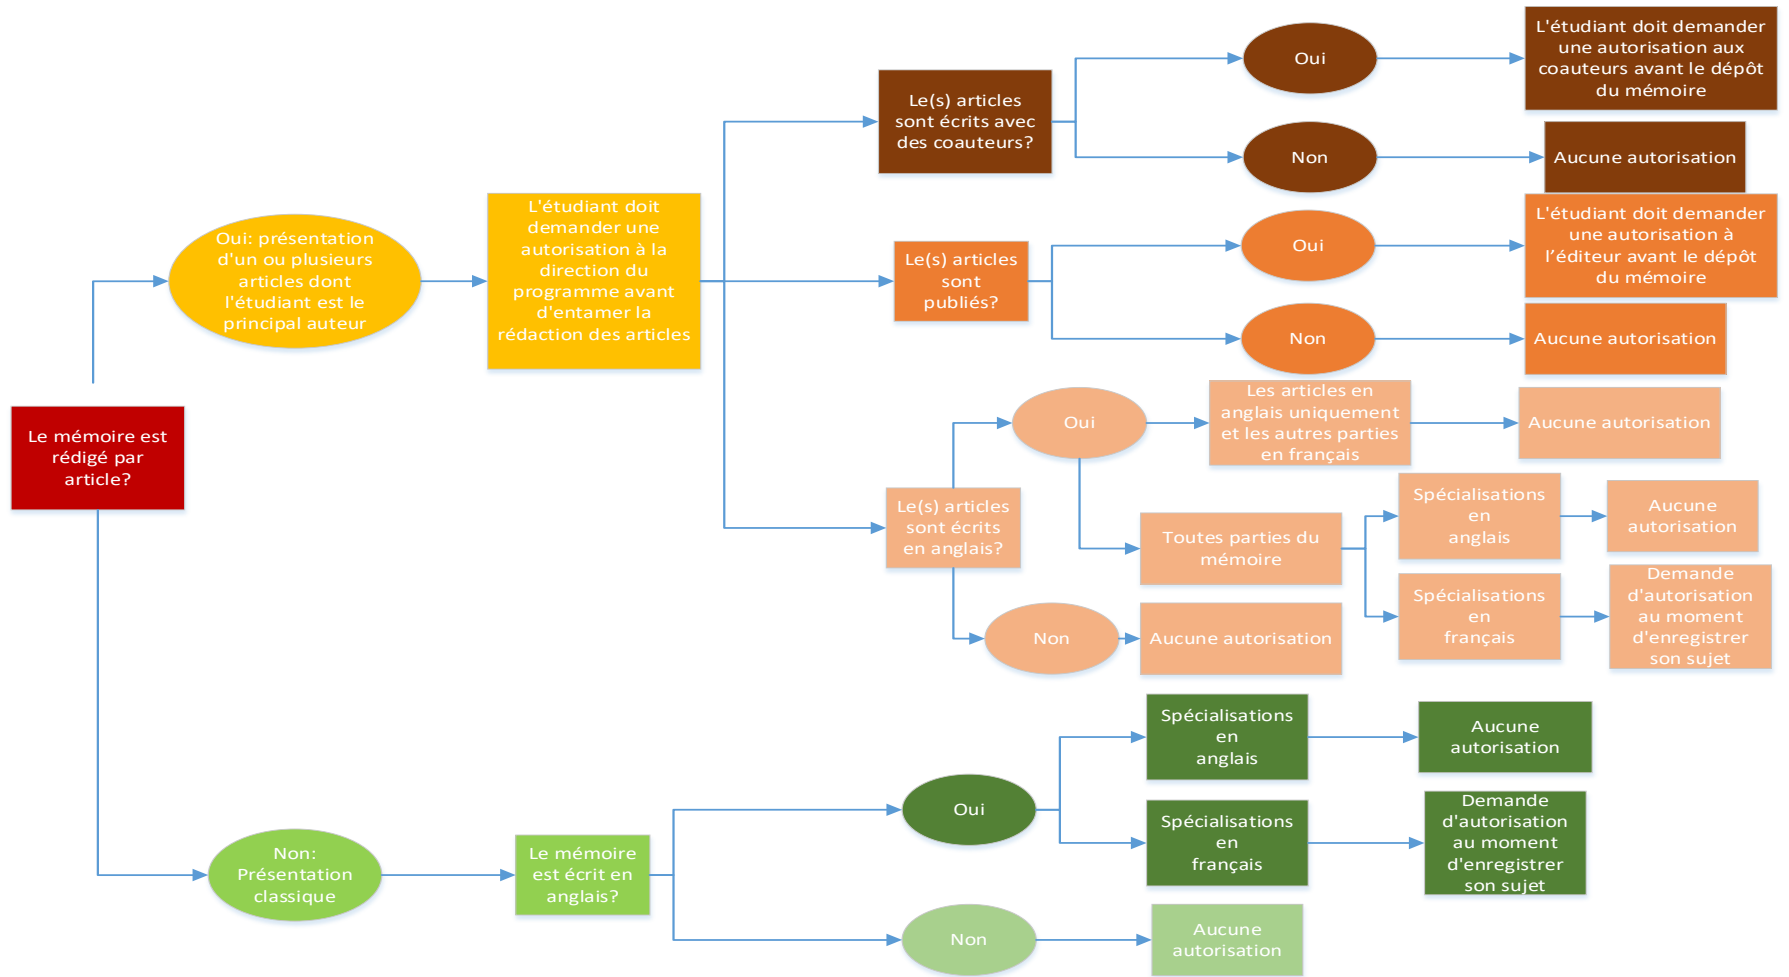 Le mémoire est
rédigé par
article?
Oui: présentation
d'un ou plusieurs
articles dont
l'étudiant est le
principal auteur
L'étudiant doit
demander une
autorisation à la
direction du
programme avant
d'entamer la
rédaction des articles
Le(s) articles
sont écrits avec
des coauteurs?
Oui
L'étudiant doit demander
une autorisation aux
coauteurs avant le dépôt
du mémoire
Non
Aucune autorisation
Le(s) articles
sont
publiés?
Oui
L'étudiant doit demander
une autorisation à
l’éditeur avant le dépôt
du mémoire
Non
Aucune autorisation
Le(s) articles
sont écrits
en anglais?
Oui
Les articles en
anglais uniquement
et les autres parties
en français
Aucune autorisation
Toutes parties du
mémoire
Spécialisations
en
anglais
Aucune
autorisation
Spécialisations
en
français
Demande
d'autorisation
au moment
d'enregistrer
son sujet
Non
Aucune autorisation
Non:
Présentation
classique
Le mémoire
est écrit en
anglais?
Oui
Spécialisations
en
anglais
Aucune
autorisation
Spécialisations
en
français
Demande
d'autorisation
au moment
d'enregistrer
son sujet
Non
Aucune
autorisation